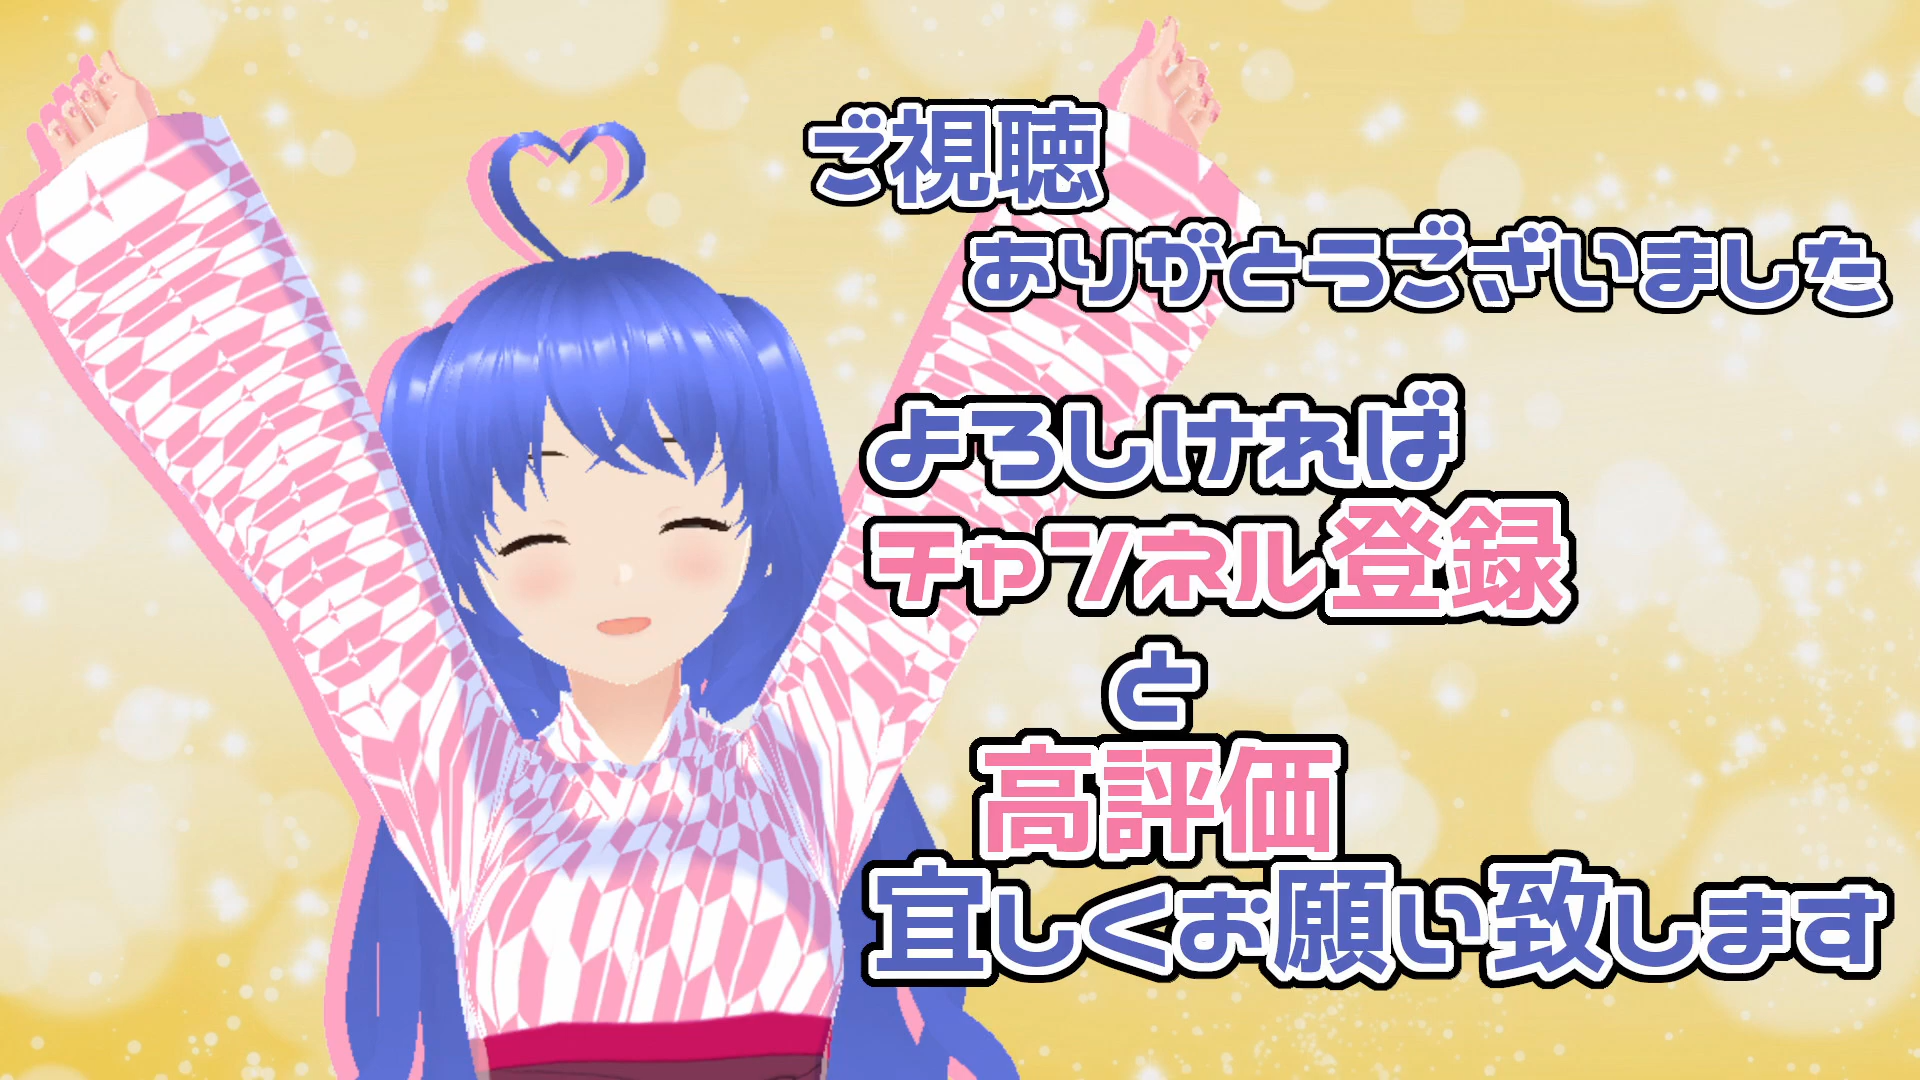 ご視聴
ありがとうございました
よろしければ
チャンネル登録
と
高評価
宜しくお願い致します